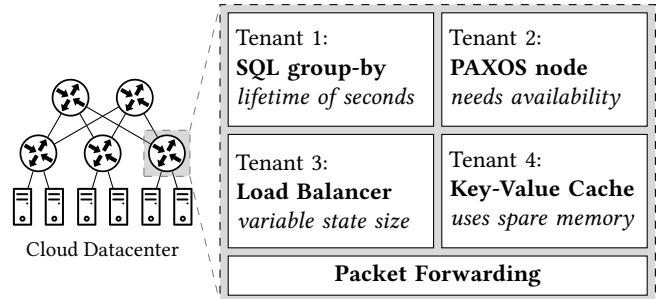 Tenant 1:
SQL group-by
lifetime of seconds
Tenant 2:
PAXOS node
needs availability
Tenant 3:
Load Balancer
variable state size
Tenant 4:
Key-Value Cache
uses spare memory
Packet Forwarding
Cloud Datacenter